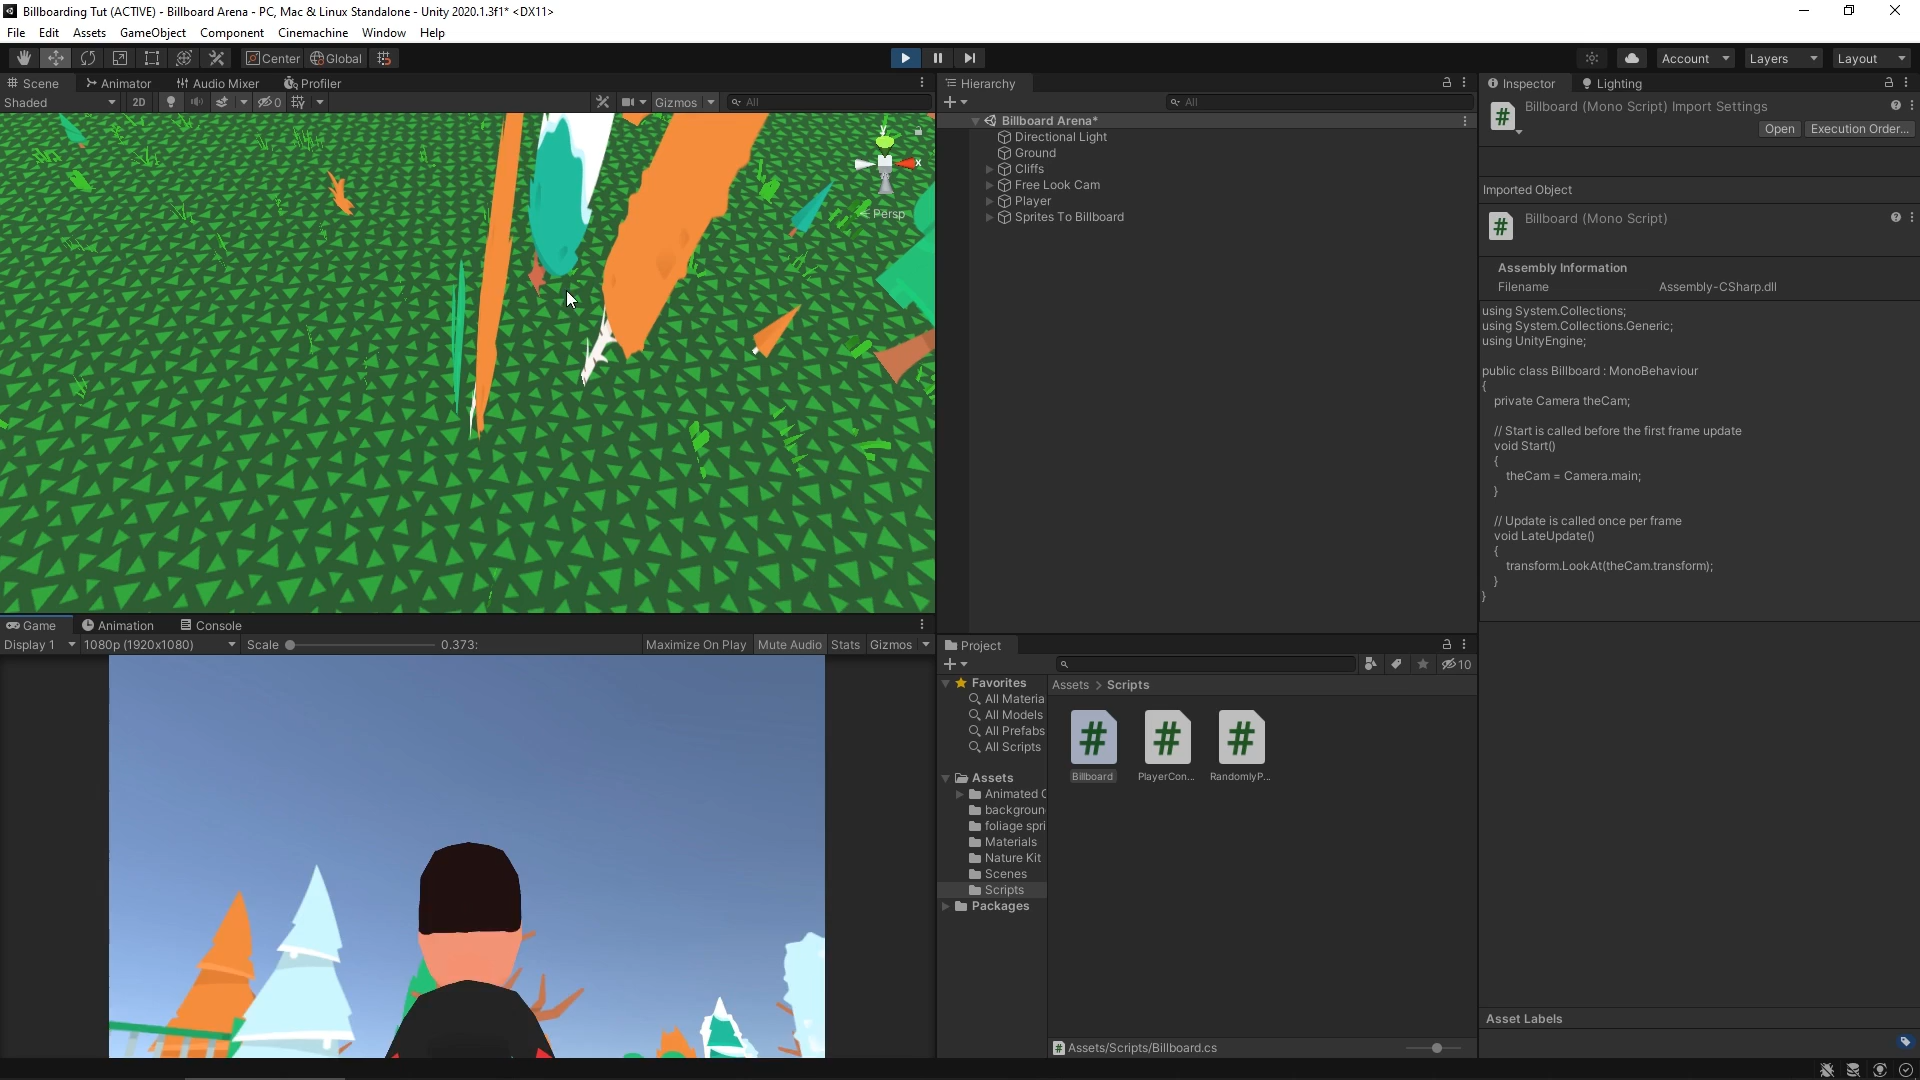 Billboarding Tut (ACTIVE) - Billboard Arena - PC, Mac & Linux Standalone - Unity 2020.1.3f1* <DX11>
File Edit Assets GameObject Component Cinemachine Window Help
Center Global Account Layers Layout
Scene Animator Audio Mixer Profiler
Shaded 2D 0 Gizmos All
x
y
Persp
Game Animation Console
Display 1 1080p (1920x1080) Scale 0.373: Maximize On Play Mute Audio Stats Gizmos
Hierarchy
All
Billboard Arena*
Directional Light
Ground
Cliffs
Free Look Cam
Player
Sprites To Billboard
Project
10
Favorites
All Materia
All Models
All Prefabs
All Scripts
Assets
Animated C
backgroun
foliage spri
Materials
Nature Kit
Scenes
Scripts
Packages
Assets > Scripts
Billboard PlayerCon... RandomlyP...
Assets/Scripts/Billboard.cs
Inspector Lighting
Billboard (Mono Script) Import Settings
Open Execution Order...
Imported Object
Billboard (Mono Script)
Assembly Information
Filename Assembly-CSharp.dll
using System.Collections;
using System.Collections.Generic;
using UnityEngine;
public class Billboard : MonoBehaviour
{
private Camera theCam;
// Start is called before the first frame update
void Start()
{
theCam = Camera.main;
}
// Update is called once per frame
void LateUpdate()
{
transform.LookAt(theCam.transform);
}
}
Asset Labels